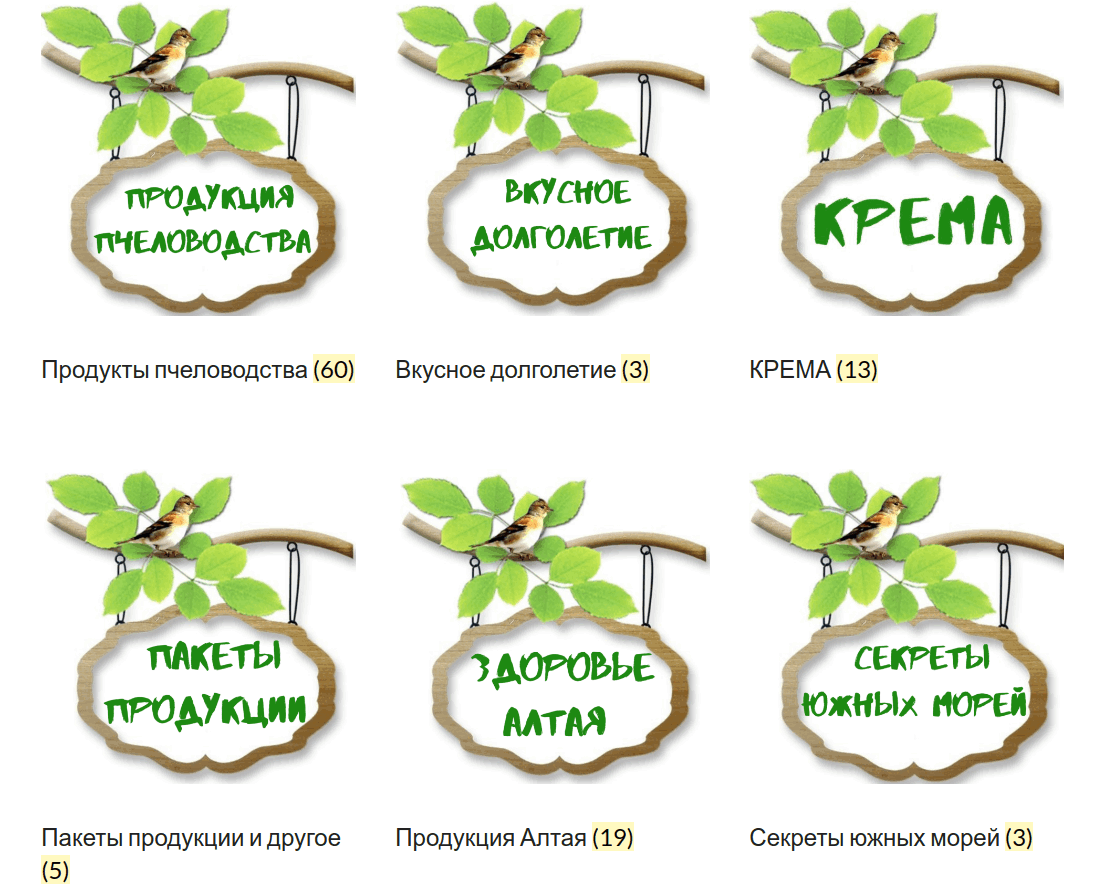 ПРОДУКЦИЯ
ПЧЕЛОВОДСТВА
Продукты пчеловодства (60)
ВКУСНОЕ
ДОЛГОЛЕТИЕ
Вкусное долголетие (3)
КРЕМА
КРЕМА (13)
ПАКЕТЫ
ПРОДУКЦИИ
Пакеты продукции и другое
(5)
ЗДОРОВЬЕ
АЛТАЯ
Продукция Алтая (19)
СЕКРЕТЫ
ЮЖНЫХ МОРЕЙ
Секреты южных морей (3)